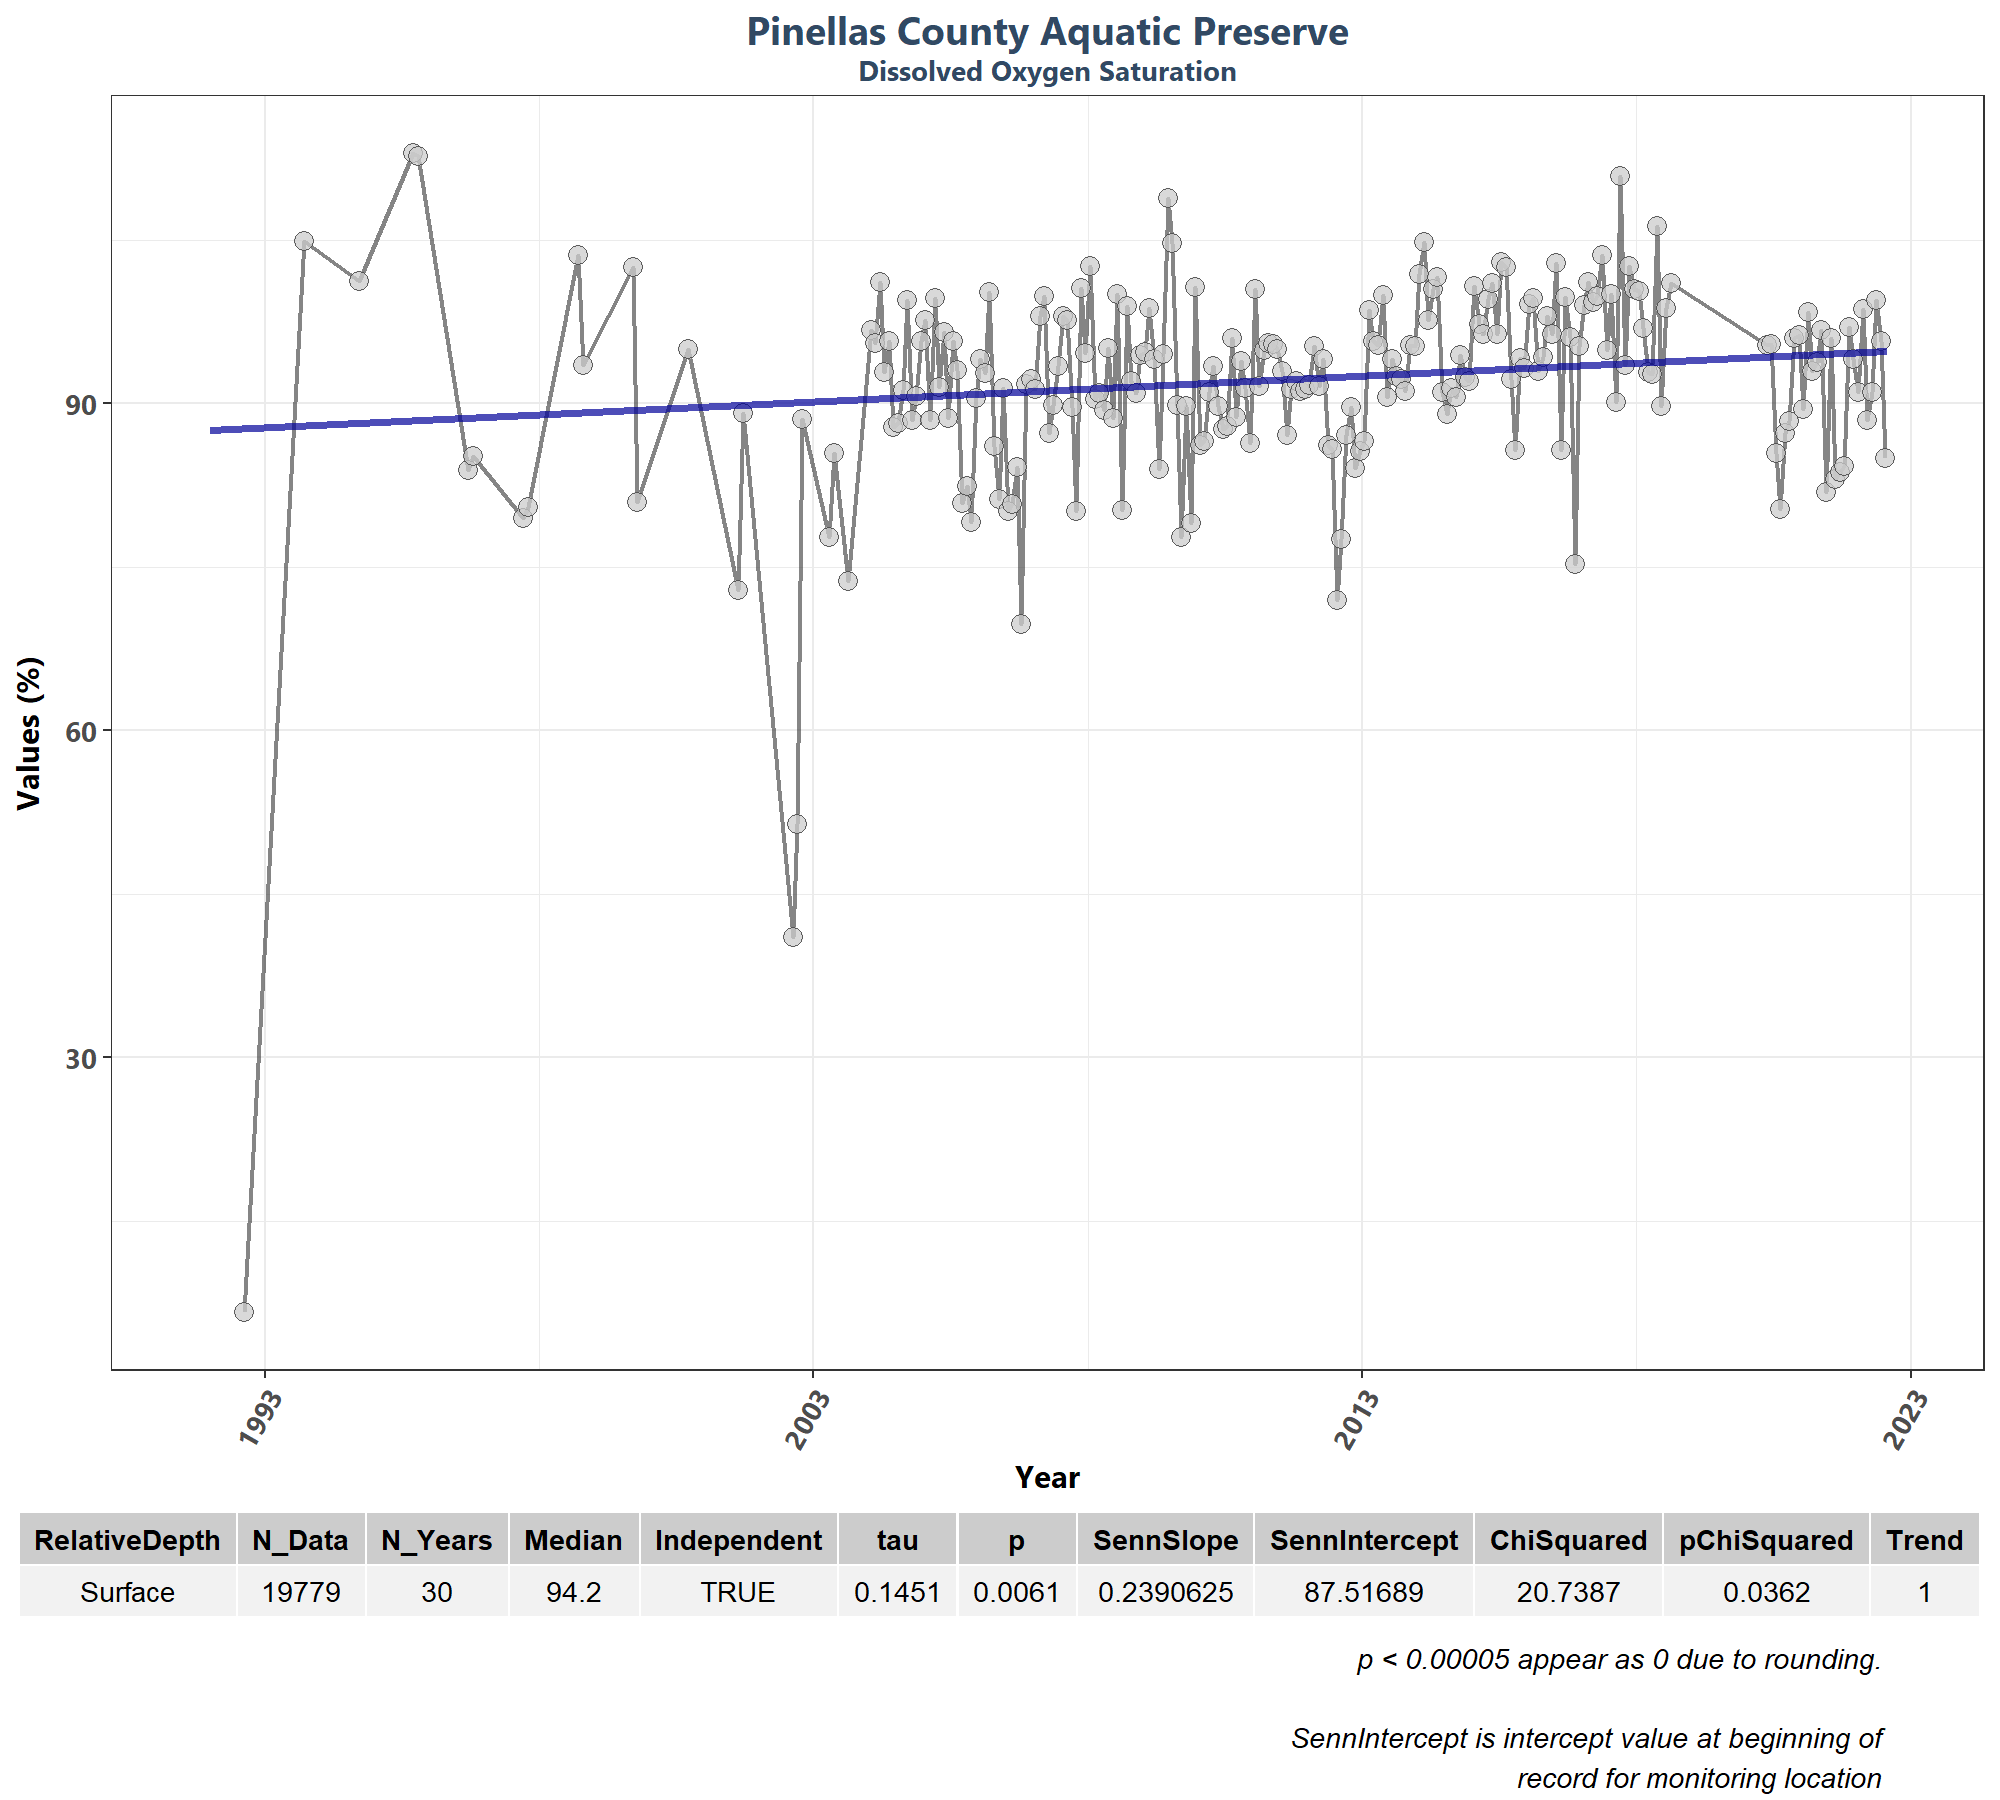 Pinellas County Aquatic Preserve
Dissolved Oxygen Saturation
Values (%)
90
60
30
1993
2003
2013
2023
Year
RelativeDepth N_Data N_Years Median Independent tau p SennSlope SennIntercept ChiSquared pChiSquared Trend
Surface 19779 30 94.2 TRUE 0.1451 0.0061 0.2390625 87.51689 20.7387 0.0362 1
p < 0.00005 appear as 0 due to rounding.
SennIntercept is intercept value at beginning of
record for monitoring location